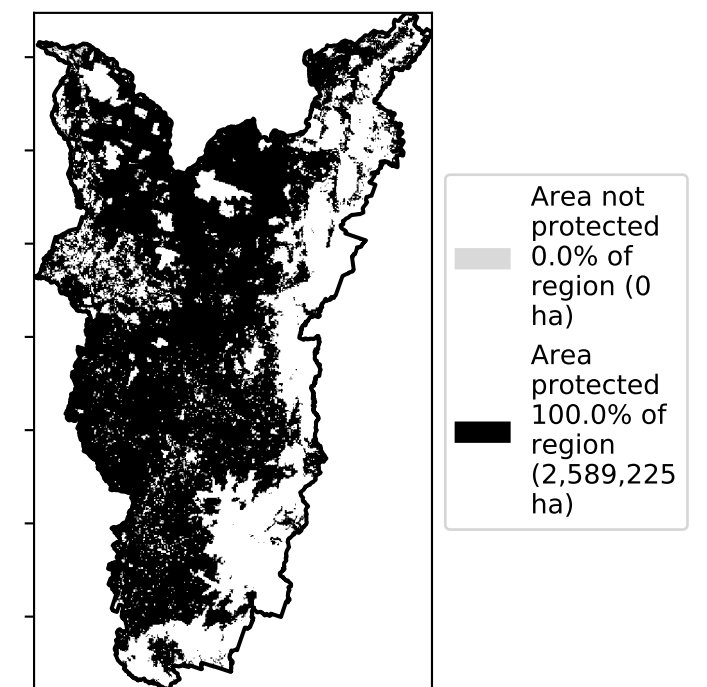 Area not
protected
0.0% of
region (0
ha)
Area
protected
100.0% of
region
(2,589,225
ha)